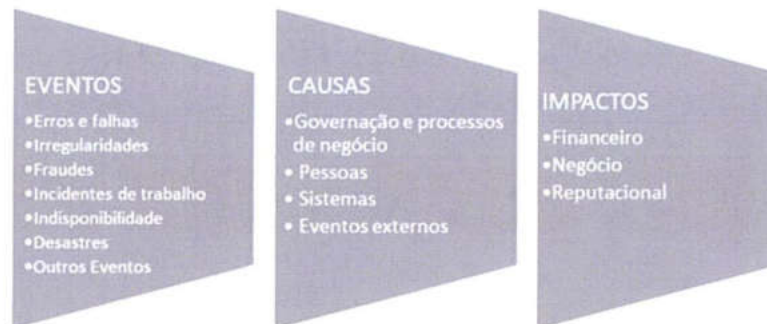 EVENTOS
•Erros e falhas
•Irregularidades
•Fraudes
•Incidentes de trabalho
•Indisponibilidade
•Desastres
•Outros Eventos
CAUSAS
•Governação e processos
de negócio
• Pessoas
• Sistemas
• Eventos externos
IMPACTOS
•Financeiro
•Negócio
•Reputacional